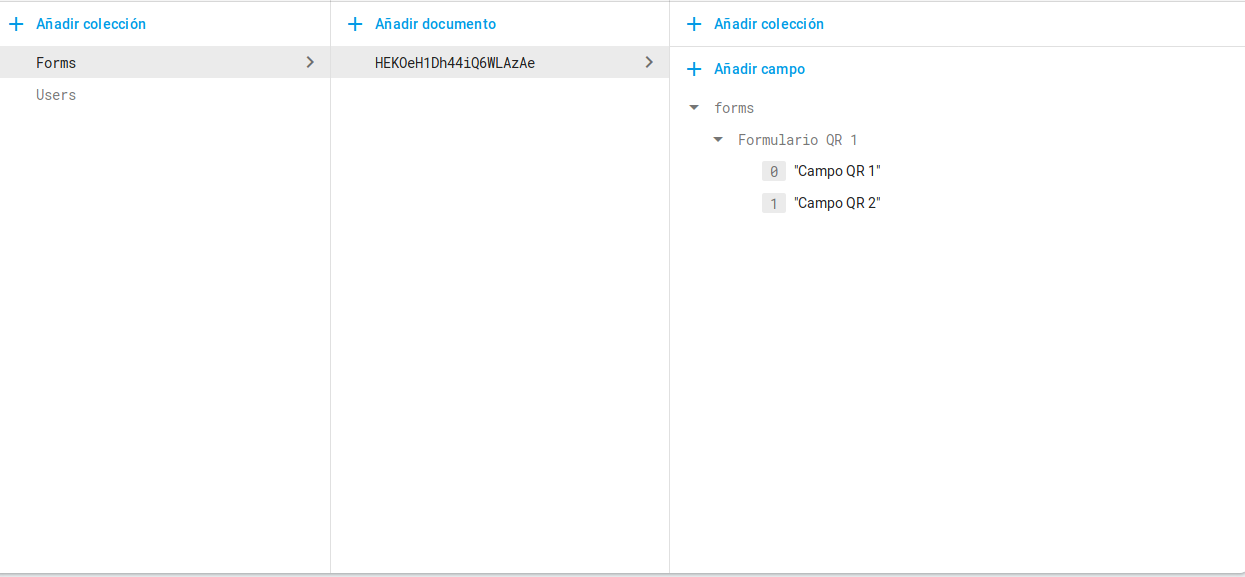 Añadir colección
Añadir documento
Añadir colección
Forms
HEKOeH1Dh44iQ6WLAzAe
Añadir campo
Users
forms
Formulario QR 1
0 "Campo QR 1"
1 "Campo QR 2"